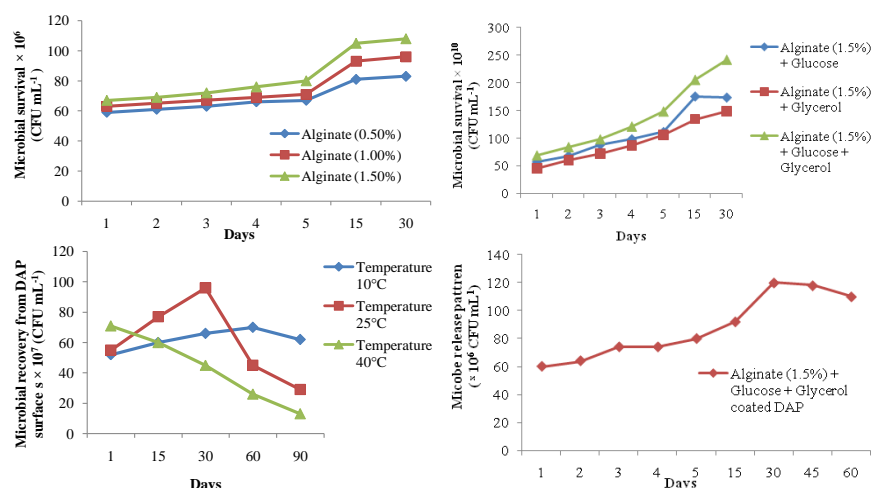 Microbial survival × 10⁶
(CFU mL⁻¹)
120
100
80
60
40
20
0
Alginate (0.50%)
Alginate (1.00%)
Alginate (1.50%)
1 2 3 4 5 15 30
Days
Microbial survival × 10¹⁰
(CFU mL⁻¹)
300
250
200
150
100
50
0
1 2 3 4 5 15 30
Days
Alginate (1.5%)
+ Glucose
Alginate (1.5%)
+ Glycerol
Alginate (1.5%)
+ Glucose +
Glycerol
Microbial recovery from DAP
surface s × 10⁷ (CFU mL⁻¹)
120
100
80
60
40
20
0
1 15 30 60 90
Days
Temperature
10°C
Temperature
25°C
Temperature
40°C
Micobe release pattren
(× 10⁶ CFU mL¹)
140
120
100
80
60
40
20
0
Alginate (1.5%) +
Glucose + Glycerol
coated DAP
1 2 3 4 5 15 30 45 60
Days